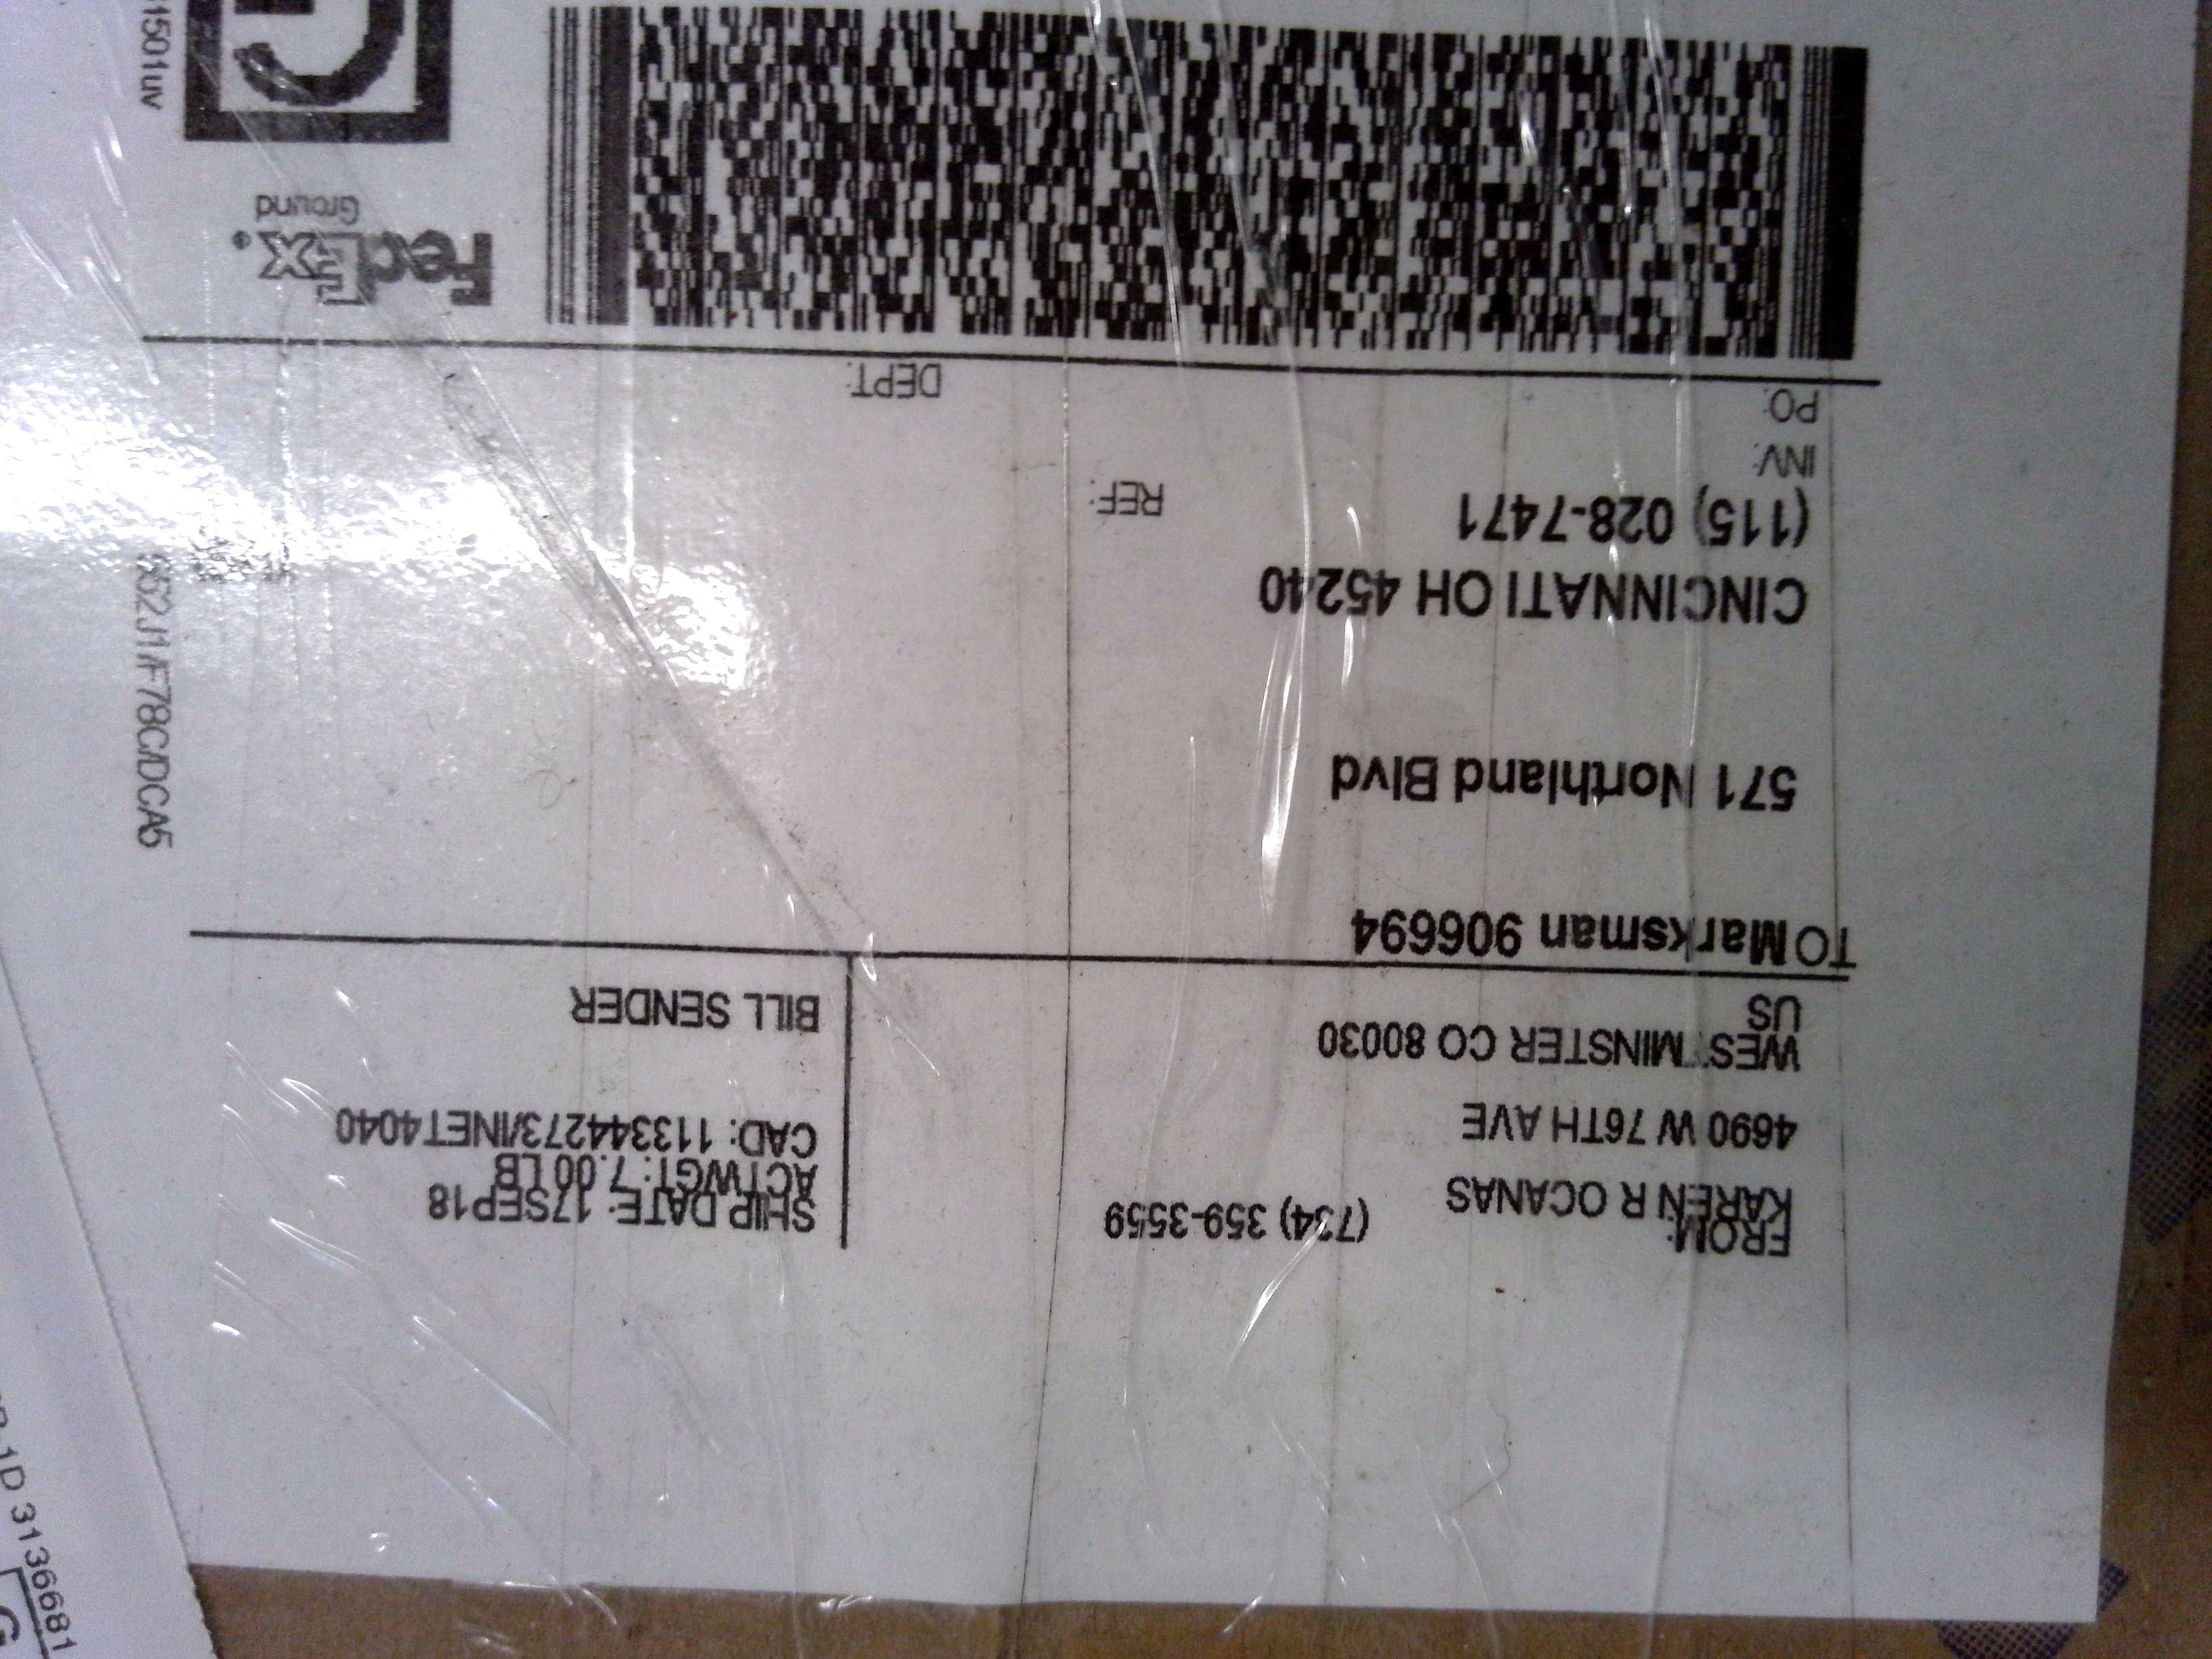 FROM:
KAREN R OCANAS
(734) 359-3559
4690 W 76TH AVE
WESTMINSTER CO 80030
US
SHIP DATE: 17SEP18
ACTWGT: 7.00 LB
CAD: 113344273/INET4040
BILL SENDER
TO Marksman 906694
571 Northland Blvd
CINCINNATI OH 45240
(115) 028-7471
REF:
INV:
PO:
DEPT:
FedEx.
Ground
G
552J1/F78C/DCA5
1D 3136681